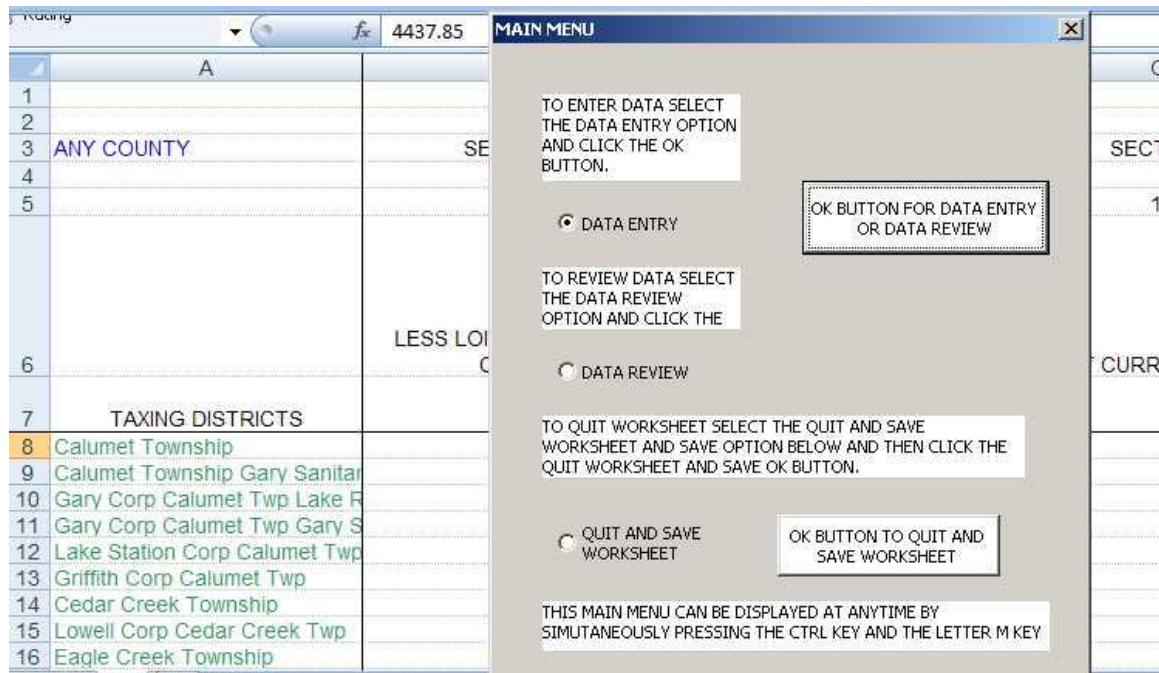 4437.85
MAIN MENU
A
1
2
3 ANY COUNTY
4
5
6
LESS
7 TAXING DISTRICTS
8 Calumet Township
9 Calumet Township Gary
10 Gary Corp Calumet Twp Lake
11 Gary Corp Calumet Twp Gary
12 Lake Station Corp Calumet Twp
13 Griffith Corp Calumet Twp
14 Cedar Creek Township
15 Lowell Corp Cedar Creek Twp
16 Eagle Creek Township
TO ENTER DATA SELECT
THE DATA ENTRY OPTION
AND CLICK THE OK
BUTTON.
DATA ENTRY
OK BUTTON FOR DATA ENTRY
OR DATA REVIEW
TO REVIEW DATA SELECT
THE DATA REVIEW
OPTION AND CLICK THE
DATA REVIEW
TO QUIT WORKSHEET SELECT THE QUIT AND SAVE
WORKSHEET AND SAVE OPTION BELOW AND THEN CLICK THE
QUIT WORKSHEET AND SAVE OK BUTTON.
QUIT AND SAVE
WORKSHEET
OK BUTTON TO QUIT AND
SAVE WORKSHEET
THIS MAIN MENU CAN BE DISPLAYED AT ANYTIME BY
SIMUTANEOUSLY PRESSING THE CTRL KEY AND THE LETTER M KEY